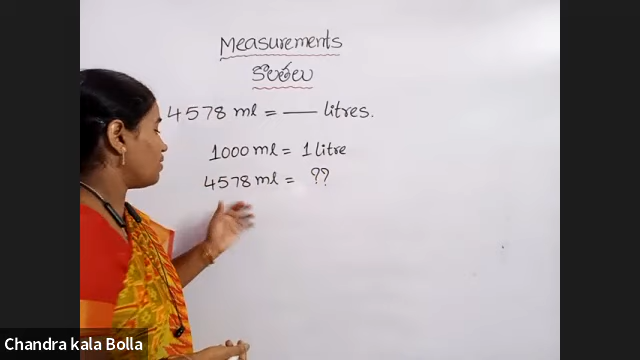 Measurements
కొలతలు
4578 ml = — litres.
1000 ml = 1 litre
4578 ml = ??
Chandra kala Bolla